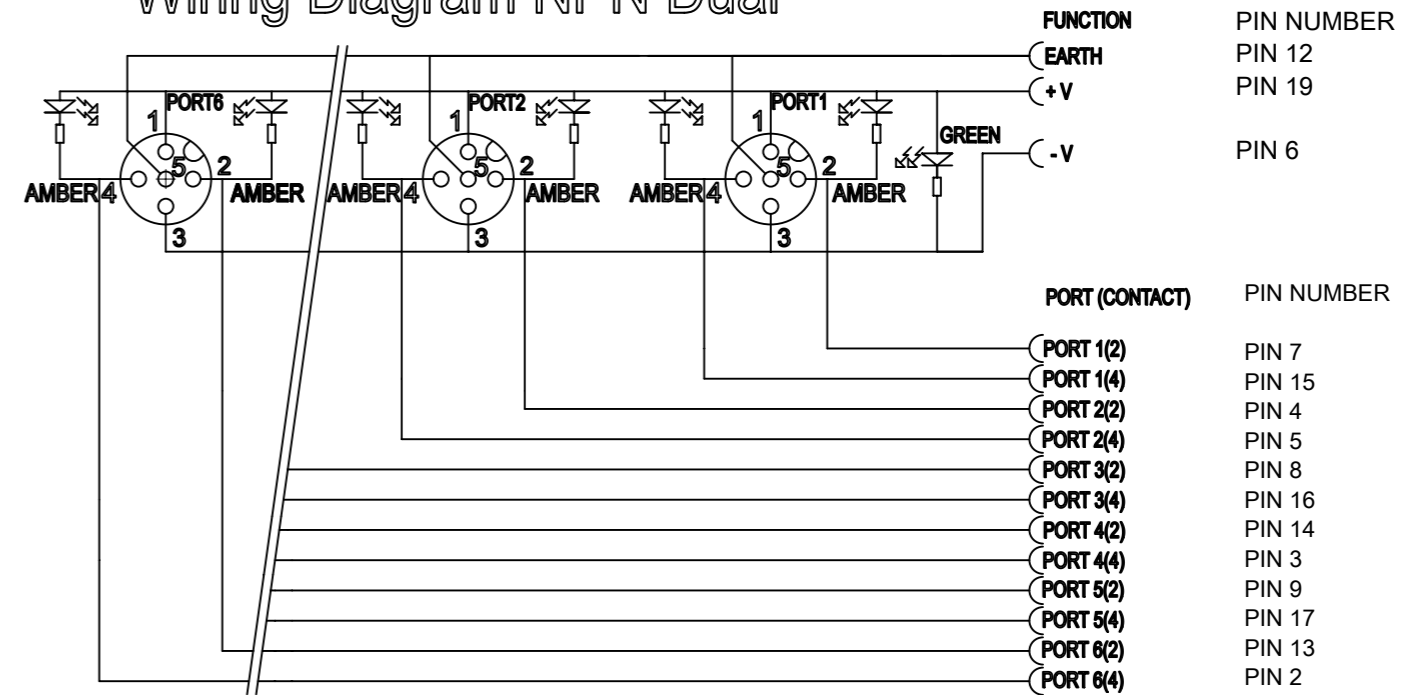 Wiring Diagram NPN Dual
FUNCTION PIN NUMBER
EARTH PIN 12
+ V PIN 19
- V PIN 6
PORT6 PORT2 PORT1
1 1 1
GREEN
5 2 5 2 5 2
AMBER 4 AMBER AMBER 4 AMBER AMBER 4 AMBER
3 3 3
PORT (CONTACT) PIN NUMBER
PORT 1(2) PIN 7
PORT 1(4) PIN 15
PORT 2(2) PIN 4
PORT 2(4) PIN 5
PORT 3(2) PIN 8
PORT 3(4) PIN 16
PORT 4(2) PIN 14
PORT 4(4) PIN 3
PORT 5(2) PIN 9
PORT 5(4) PIN 17
PORT 6(2) PIN 13
PORT 6(4) PIN 2